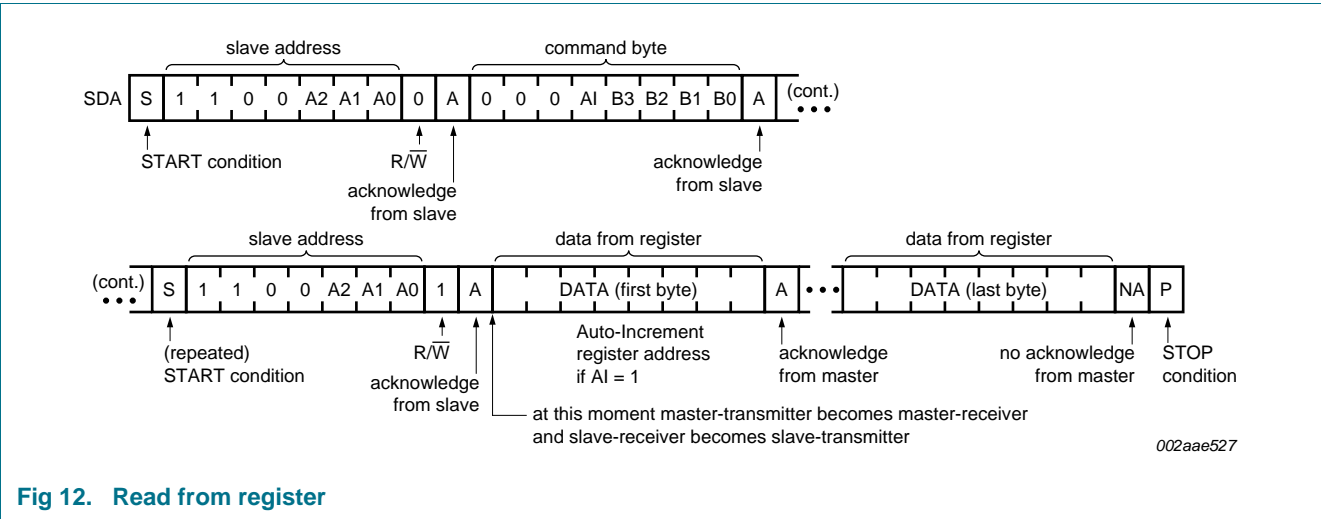 slave address command byte
SDA S 1 1 0 0 A2 A1 A0 0 A 0 0 0 AI B3 B2 B1 B0 A (cont.)
START condition R/W̅ acknowledge from slave acknowledge from slave
slave address data from register data from register
(cont.) S 1 1 0 0 A2 A1 A0 1 A DATA (first byte) A DATA (last byte) NA P
(repeated)
START condition
R/W̅
acknowledge
from slave
Auto-Increment
register address
if AI = 1
acknowledge
from master
no acknowledge
from master
STOP
condition
at this moment master-transmitter becomes master-receiver
and slave-receiver becomes slave-transmitter
002aae527
Fig 12. Read from register